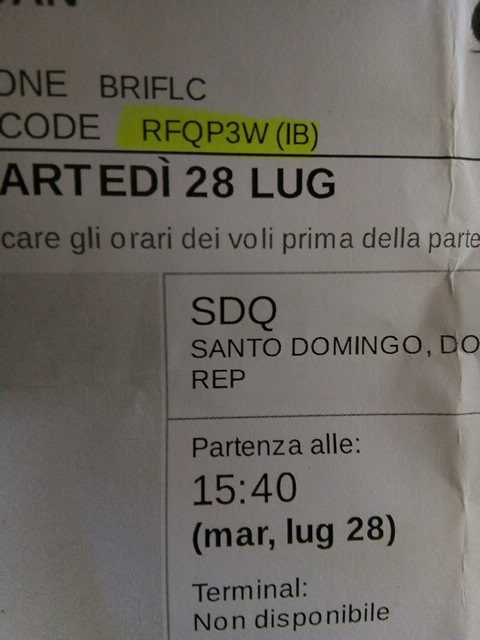 ONE BRIFLC
CODE RFQP3W (IB)
ARTEDÌ 28 LUG
care gli orari dei voli prima della parte
SDQ
SANTO DOMINGO, DO
REP
Partenza alle:
15:40
(mar, lug 28)
Terminal:
Non disponibile